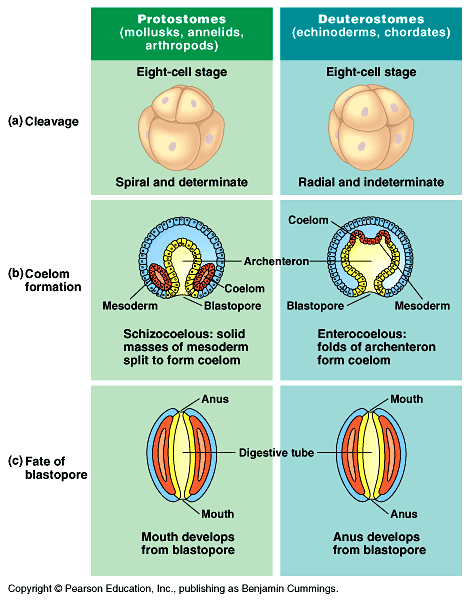 Protostomes
(mollusks, annelids,
arthropods)
Deuterostomes
(echinoderms, chordates)
Eight-cell stage
Eight-cell stage
(a) Cleavage
Spiral and determinate
Radial and indeterminate
Coelom
Archenteron
(b) Coelom
formation
Coelom
Mesoderm
Blastopore
Blastopore
Mesoderm
Schizocoelous: solid
masses of mesoderm
split to form coelom
Enterocoelous:
folds of archenteron
form coelom
Anus
Mouth
(c) Fate of
blastopore
Digestive tube
Mouth
Anus
Mouth develops
from blastopore
Anus develops
from blastopore
Copyright © Pearson Education, Inc., publishing as Benjamin Cummings.